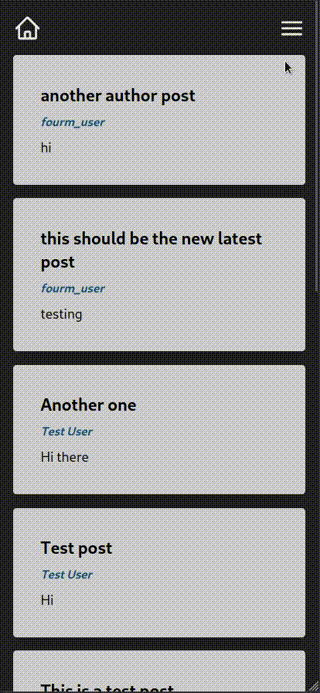 another author post
fourm_user
hi
this should be the new latest
post
fourm_user
testing
Another one
Test User
Hi there
Test post
Test User
Hi
This is a test post